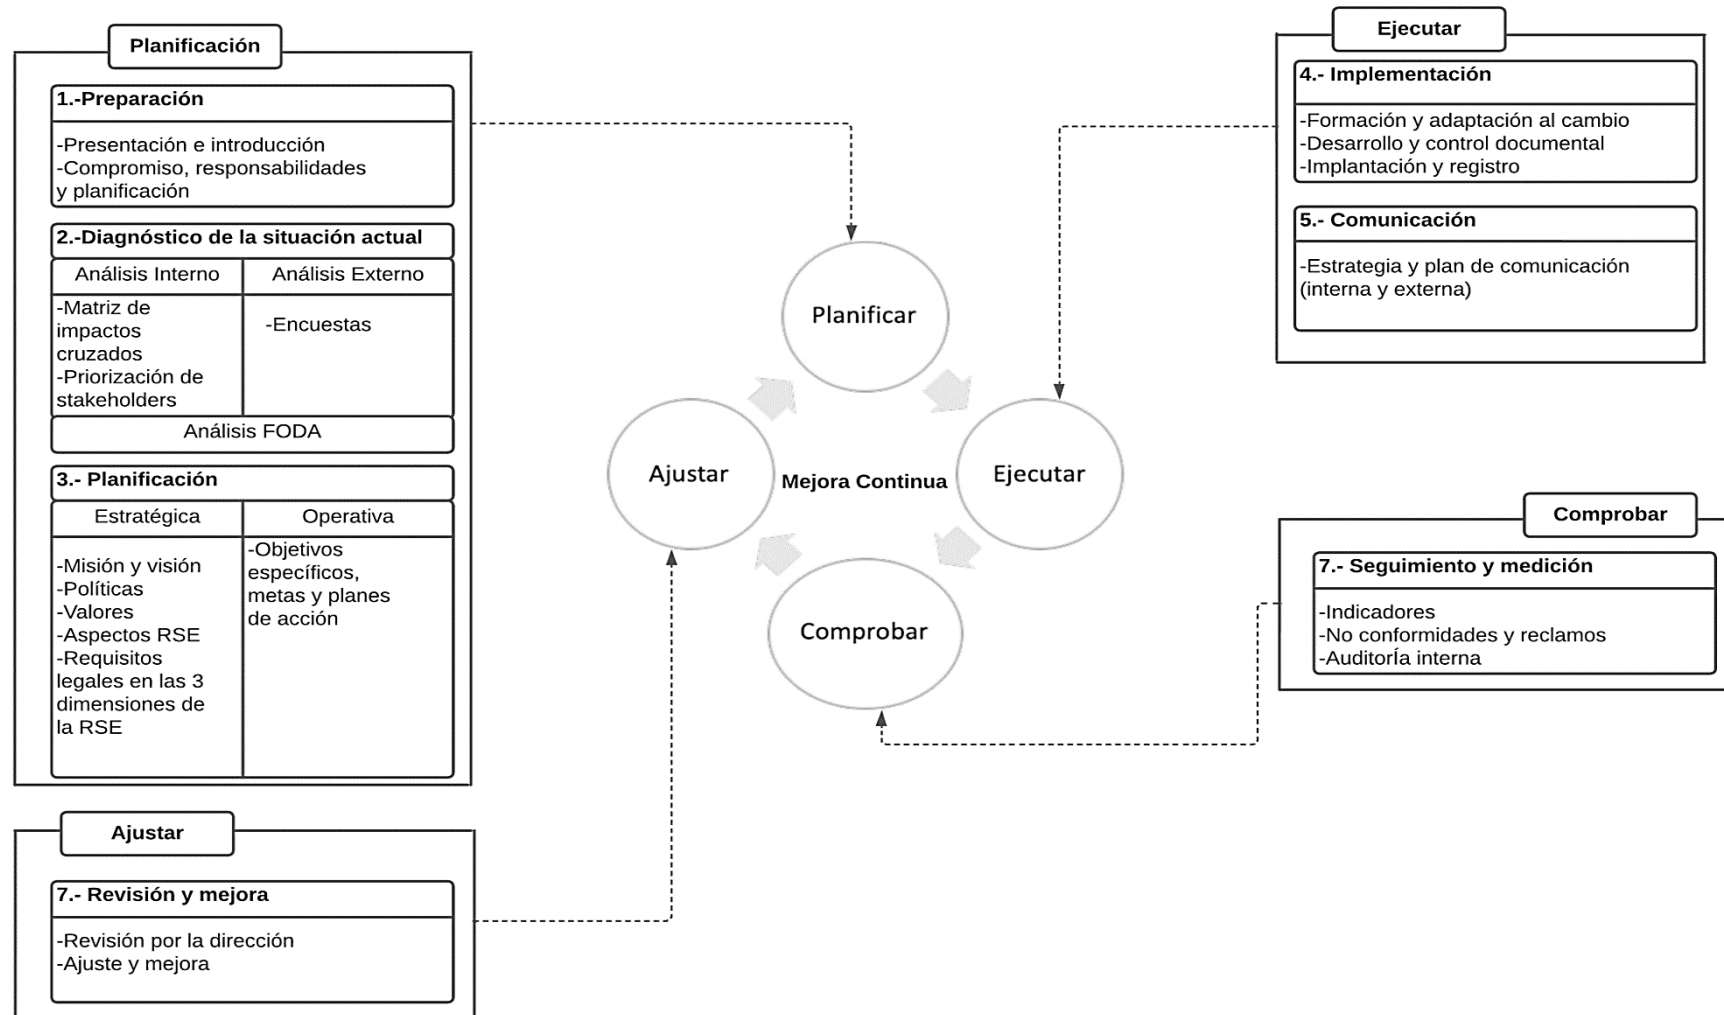 Planificación
1.-Preparación
-Presentación e introducción
-Compromiso, responsabilidades
y planificación
2.-Diagnóstico de la situación actual
Análisis Interno
-Matriz de
impactos
cruzados
-Priorización de
stakeholders
Análisis Externo
-Encuestas
Análisis FODA
3.- Planificación
Estratégica
-Misión y visión
-Políticas
-Valores
-Aspectos RSE
-Requisitos
legales en las 3
dimensiones de
la RSE
Operativa
-Objetivos
específicos,
metas y planes
de acción
Ajustar
7.- Revisión y mejora
-Revisión por la dirección
-Ajuste y mejora
Planificar
Ajustar
Mejora Continua
Ejecutar
Comprobar
Ejecutar
4.- Implementación
-Formación y adaptación al cambio
-Desarrollo y control documental
-Implantación y registro
5.- Comunicación
-Estrategia y plan de comunicación
(interna y externa)
Comprobar
7.- Seguimiento y medición
-Indicadores
-No conformidades y reclamos
-AuditorÍa interna